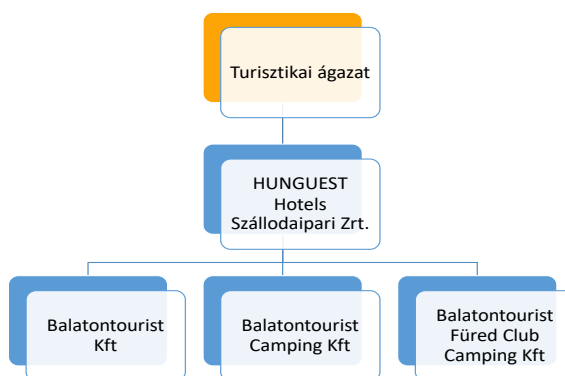 Turisztikai ágazat
HUNGUEST
Hotels
Szállodaipari Zrt.
Balatontourist
Kft
Balatontourist
Camping Kft
Balatontourist
Füred Club
Camping Kft